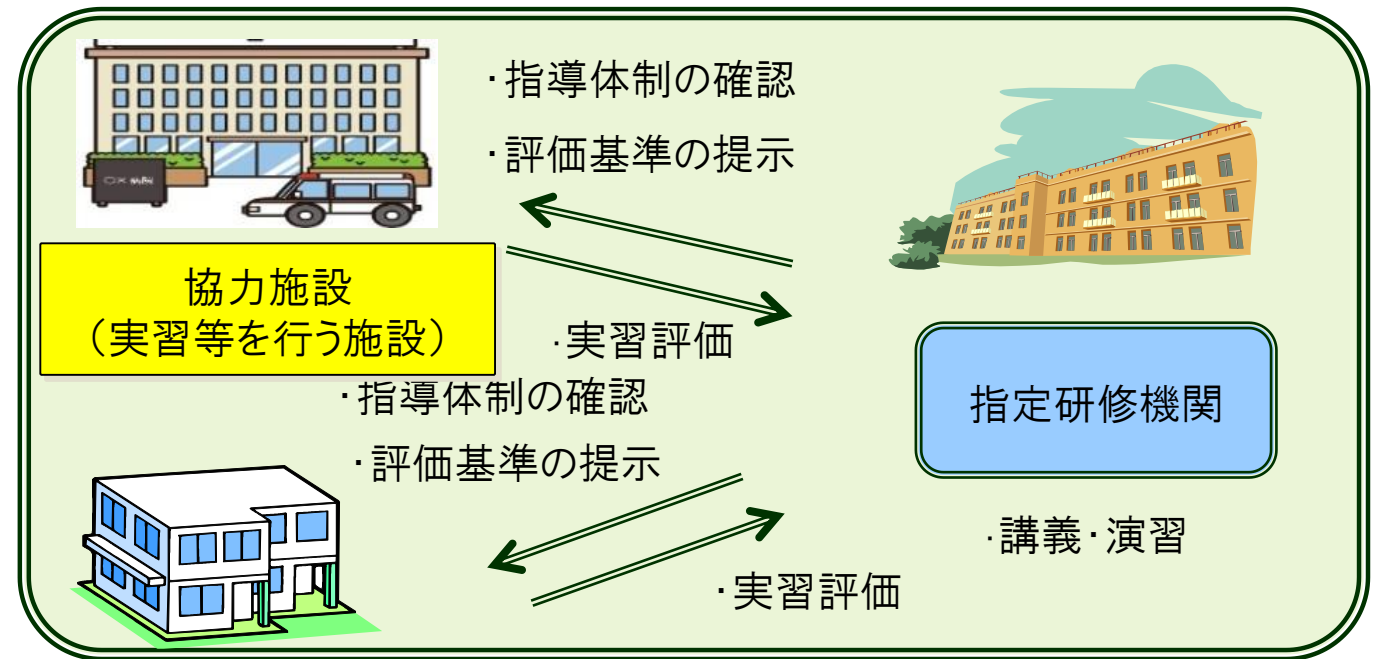 ・指導体制の確認
・評価基準の提示
協力施設
（実習等を行う施設）
・実習評価
・指導体制の確認
・評価基準の提示
指定研修機関
・講義・演習
・実習評価